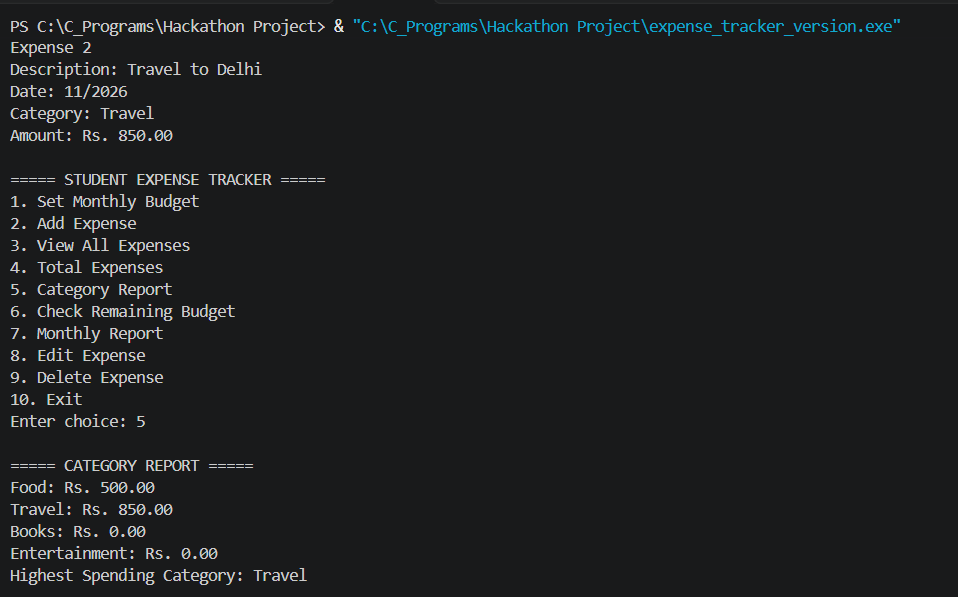 PS C:\C_Programs\Hackathon Project> & "C:\C_Programs\Hackathon Project\expense_tracker_version.exe"
Expense 2
Description: Travel to Delhi
Date: 11/2026
Category: Travel
Amount: Rs. 850.00

===== STUDENT EXPENSE TRACKER =====
1. Set Monthly Budget
2. Add Expense
3. View All Expenses
4. Total Expenses
5. Category Report
6. Check Remaining Budget
7. Monthly Report
8. Edit Expense
9. Delete Expense
10. Exit
Enter choice: 5

===== CATEGORY REPORT =====
Food: Rs. 500.00
Travel: Rs. 850.00
Books: Rs. 0.00
Entertainment: Rs. 0.00
Highest Spending Category: Travel